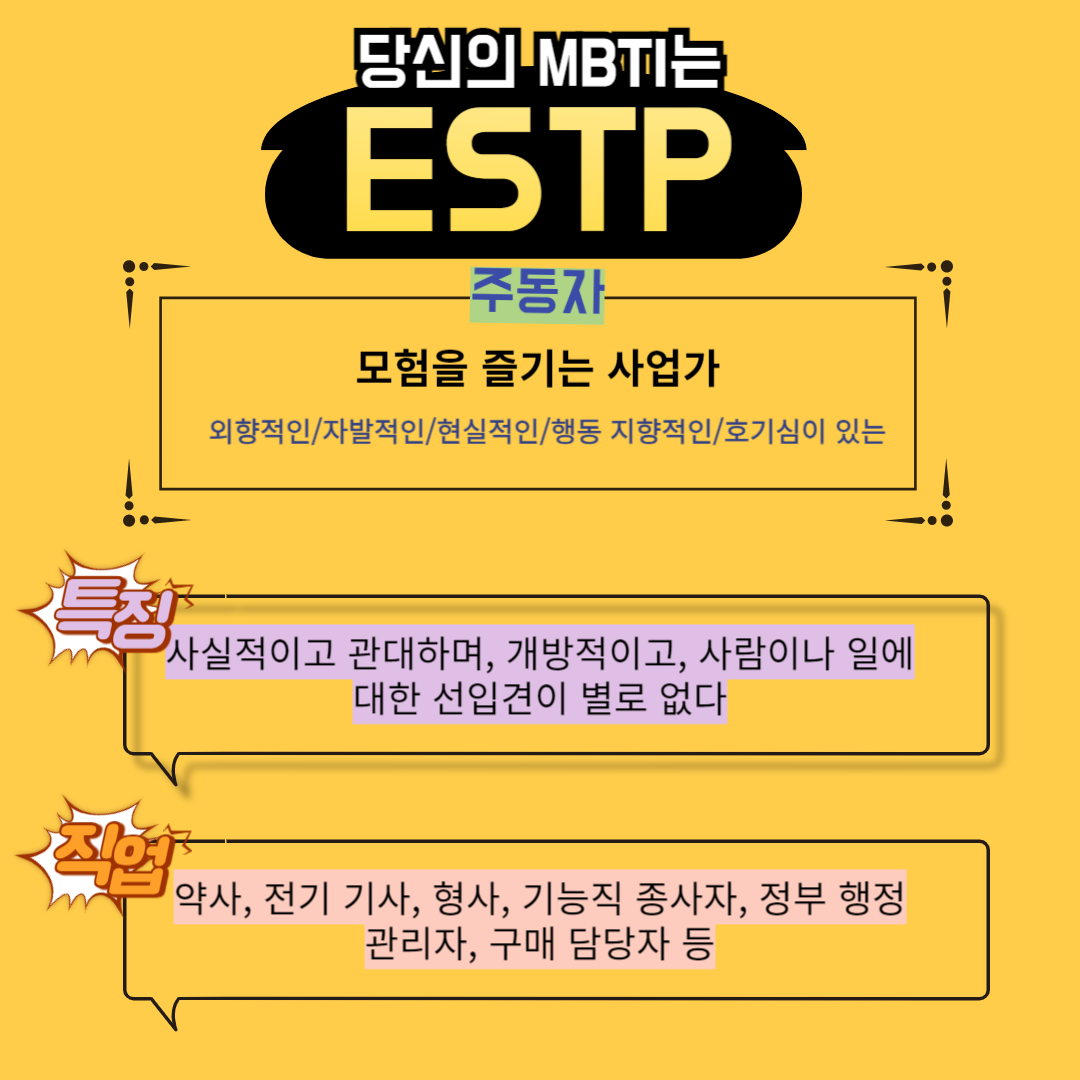 당신의 MBTI는
ESTP
주동자
모험을 즐기는 사업가
외향적인/자발적인/현실적인/행동 지향적인/호기심이 있는
특징
사실적이고 관대하며, 개방적이고, 사람이나 일에
대한 선입견이 별로 없다
직업
약사, 전기 기사, 형사, 기능직 종사자, 정부 행정
관리자, 구매 담당자 등